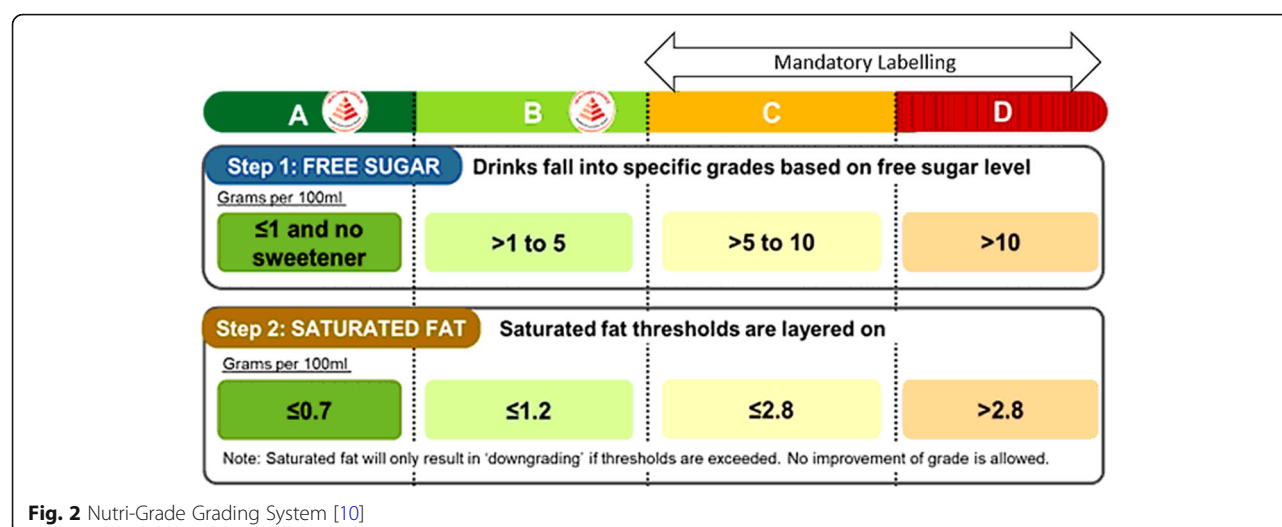 Mandatory Labelling
A B C D
Step 1: FREE SUGAR Drinks fall into specific grades based on free sugar level
Grams per 100ml
≤1 and no
sweetener
>1 to 5
>5 to 10
>10
Step 2: SATURATED FAT Saturated fat thresholds are layered on
Grams per 100ml
≤0.7 ≤1.2 ≤2.8 >2.8
Note: Saturated fat will only result in 'downgrading' if thresholds are exceeded. No improvement of grade is allowed.
Fig. 2 Nutri-Grade Grading System [10]